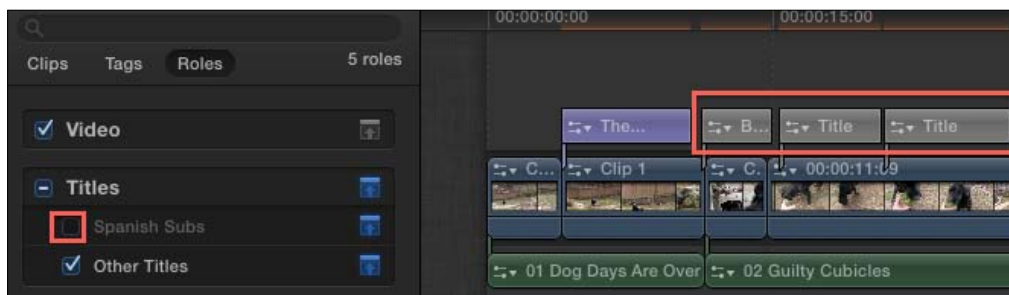 00:00:00:00 00:00:15:00
Clips Tags Roles 5 roles
Video
Titles
Spanish Subs
Other Titles
The... B... Title Title
C... Clip 1 C. 00:00:11:09
01 Dog Days Are Over 02 Guilty Cubicles